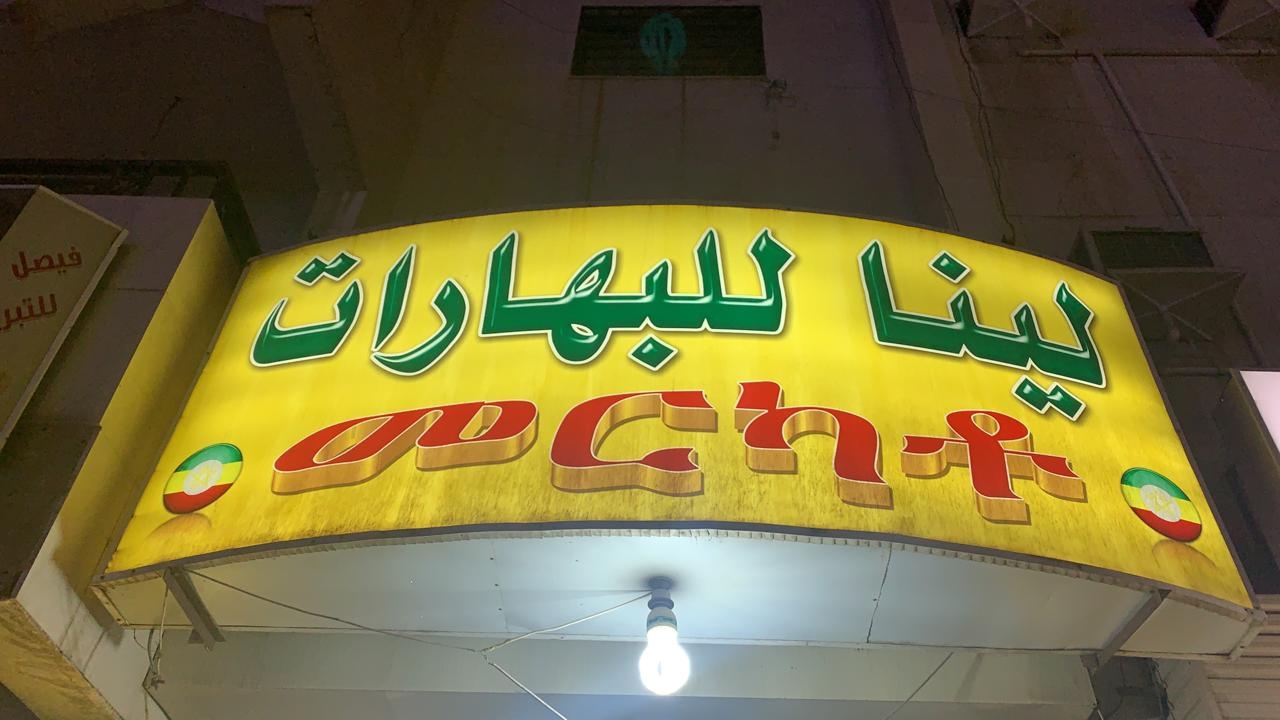 لينا للبهارات
መርካቶ
فيصل